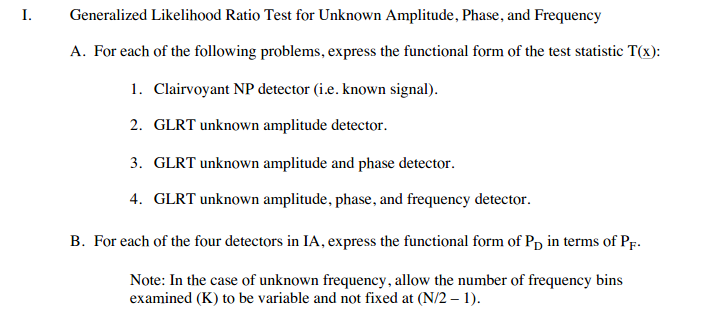 I. Generalized Likelihood Ratio Test for Unknown Amplitude, Phase, and Frequency
A. For each of the following problems, express the functional form of the test statistic T(x):
1. Clairvoyant NP detector (i.e. known signal).
2. GLRT unknown amplitude detector.
3. GLRT unknown amplitude and phase detector.
4. GLRT unknown amplitude, phase, and frequency detector.
B. For each of the four detectors in IA, express the functional form of P_D in terms of P_F.
Note: In the case of unknown frequency, allow the number of frequency bins
examined (K) to be variable and not fixed at (N/2 – 1).